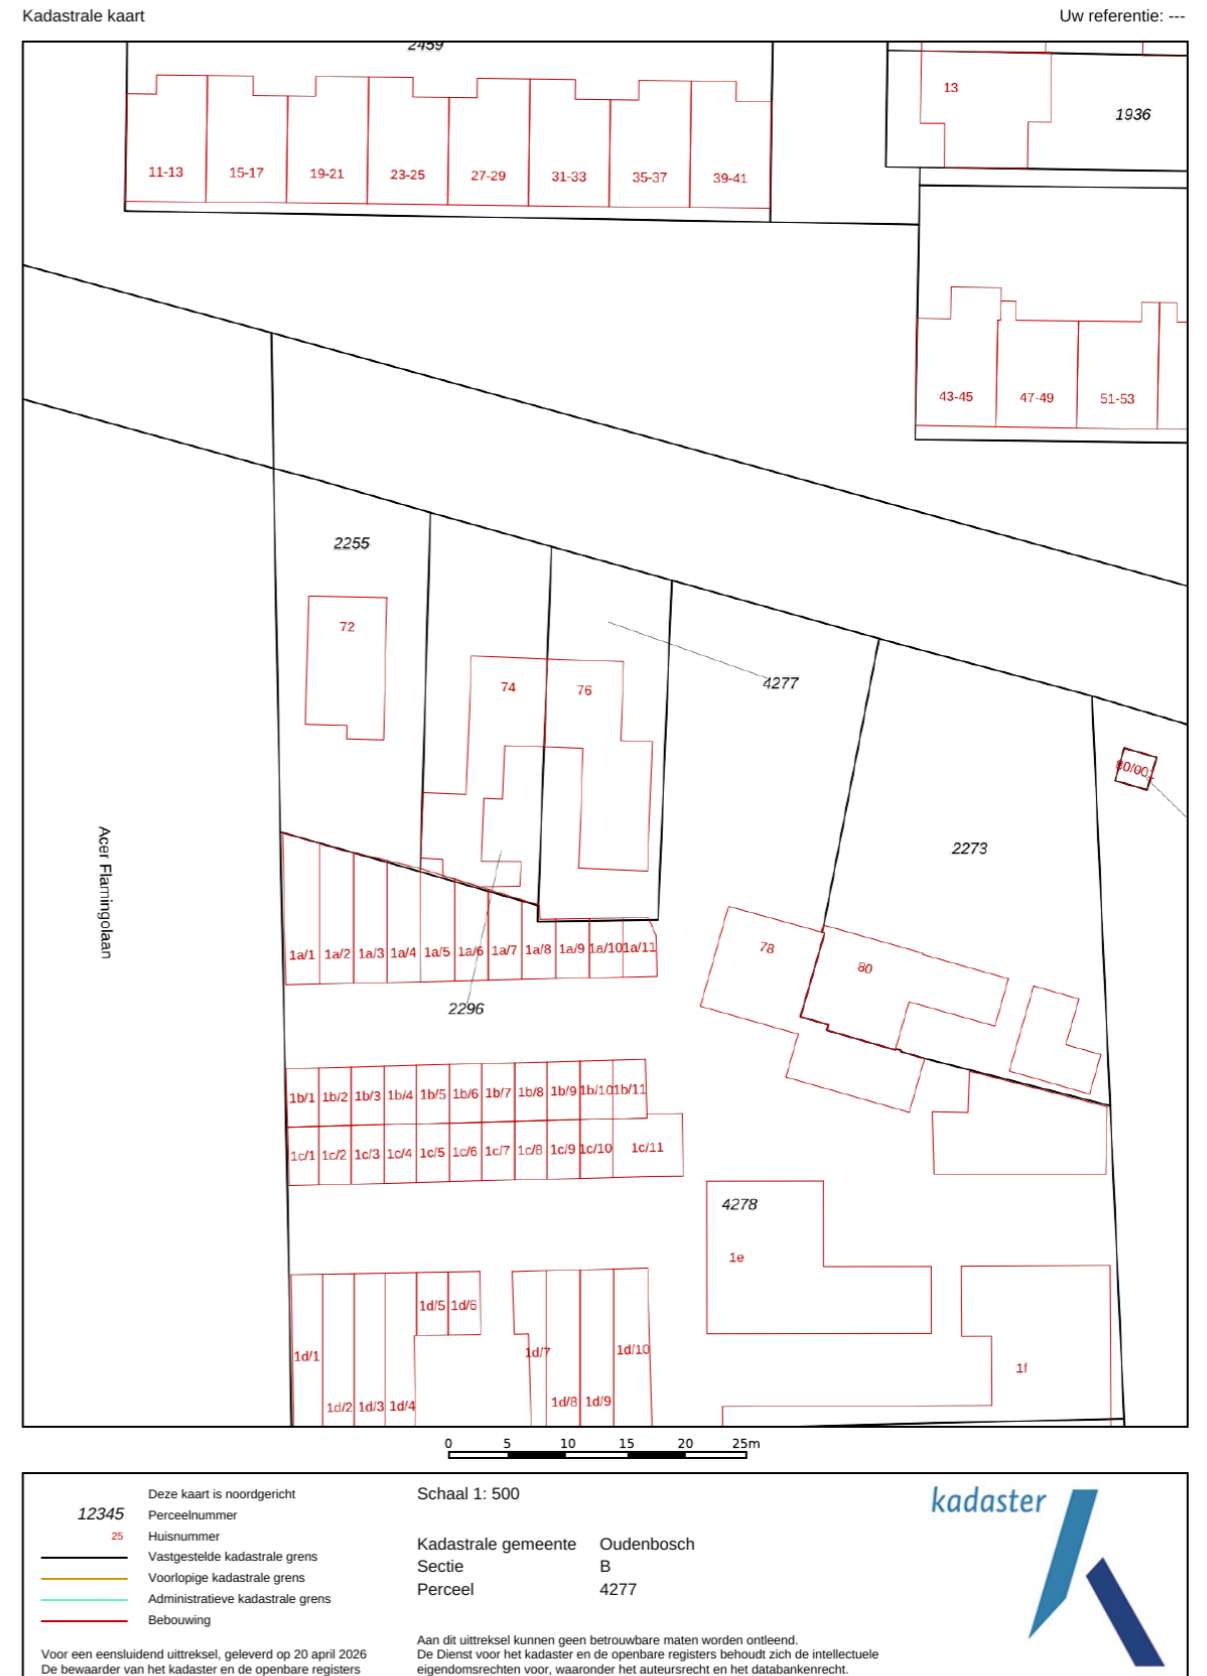 Kadastrale kaart
Uw referentie: ---
2459
13
1936
11-13
15-17
19-21
23-25
27-29
31-33
35-37
39-41
43-45
47-49
51-53
2255
72
74
76
4277
2273
Acer Flamingolaan
78
80
1a/1
1a/2
1a/3
1a/4
1a/5
1a/6
1a/7
1a/8
1a/9
1a/10
1a/11
2296
1b/1
1b/2
1b/3
1b/4
1b/5
1b/6
1b/7
1b/8
1b/9
1b/10
1b/11
1c/1
1c/2
1c/3
1c/4
1c/5
1c/6
1c/7
1c/8
1c/9
1c/10
1c/11
4278
1e
1d/5
1d/6
1d/1
1d/7
1d/10
1f
1d/2
1d/3
1d/4
1d/8
1d/9
0 5 10 15 20 25m
Deze kaart is noordgericht
12345 Perceelnummer
25 Huisnummer
Vastgestelde kadastrale grens
Voorlopige kadastrale grens
Administratieve kadastrale grens
Bebouwing
Voor een eensluidend uittreksel, geleverd op 20 april 2026
De bewaarder van het kadaster en de openbare registers
Schaal 1: 500
Kadastrale gemeente Oudenbosch
Sectie B
Perceel 4277
Aan dit uittreksel kunnen geen betrouwbare maten worden ontleend.
De Dienst voor het kadaster en de openbare registers behoudt zich de intellectuele
eigendomsrechten voor, waaronder het auteursrecht en het databankenrecht.
kadaster